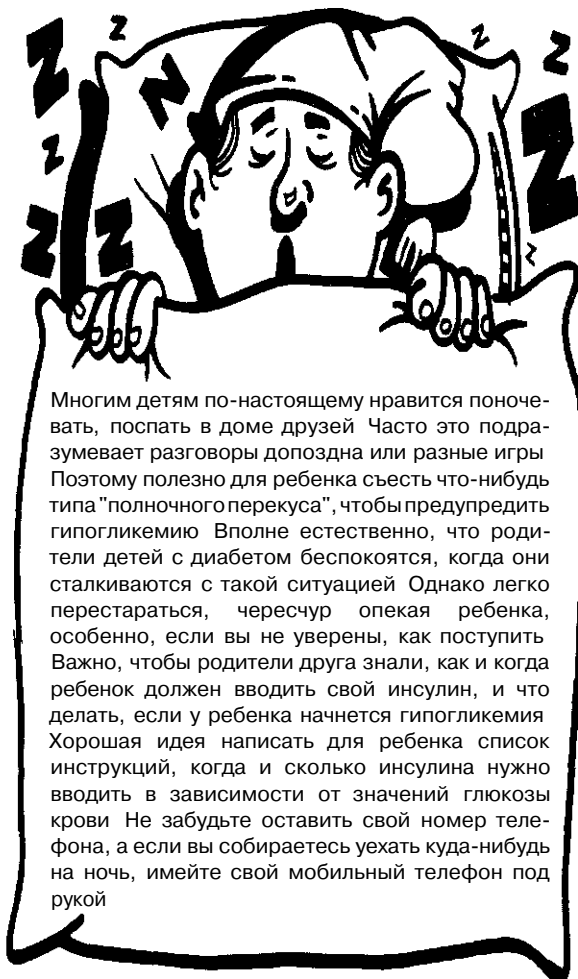 Z
z
z
Z
Z
Z
z
Z
Z
z
Многим детям по-настоящему нравится поноче-
вать, поспать в доме друзей Часто это подра-
зумевает разговоры допоздна или разные игры
Поэтому полезно для ребенка съесть что-нибудь
типа "полночного перекуса", чтобы предупредить
гипогликемию Вполне естественно, что роди-
тели детей с диабетом беспокоятся, когда они
сталкиваются с такой ситуацией Однако легко
перестараться, чересчур опекая ребенка,
особенно, если вы не уверены, как поступить
Важно, чтобы родители друга знали, как и когда
ребенок должен вводить свой инсулин, и что
делать, если у ребенка начнется гипогликемия
Хорошая идея написать для ребенка список
инструкций, когда и сколько инсулина нужно
вводить в зависимости от значений глюкозы
крови Не забудьте оставить свой номер теле-
фона, а если вы собираетесь уехать куда-нибудь
на ночь, имейте свой мобильный телефон под
рукой